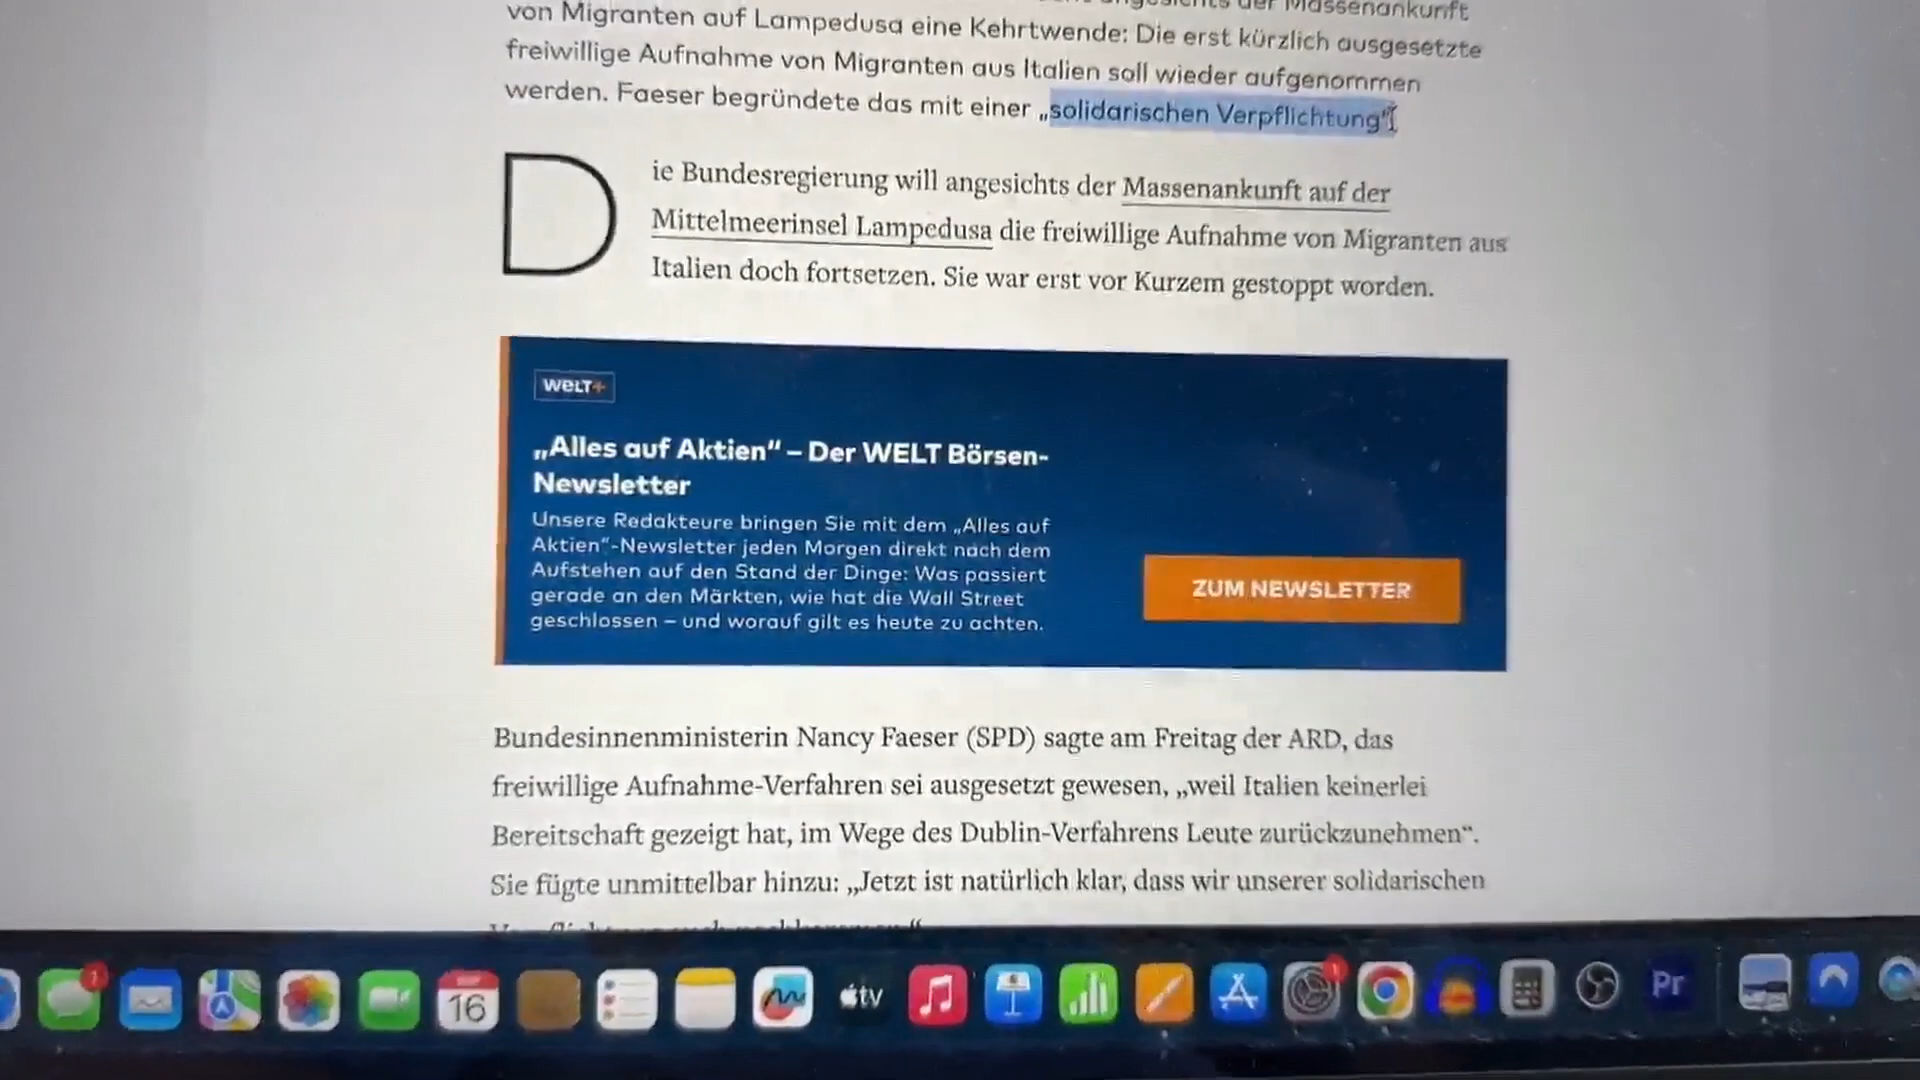 der Massenankunft
von Migranten auf Lampedusa eine Kehrtwende: Die erst kürzlich ausgesetzte
freiwillige Aufnahme von Migranten aus Italien soll wieder aufgenommen
werden. Faeser begründete das mit einer „solidarischen Verpflichtung“.
Die Bundesregierung will angesichts der Massenankunft auf der
Mittelmeerinsel Lampedusa die freiwillige Aufnahme von Migranten aus
Italien doch fortsetzen. Sie war erst vor Kurzem gestoppt worden.
WELT+
„Alles auf Aktien“ – Der WELT Börsen-
Newsletter
Unsere Redakteure bringen Sie mit dem „Alles auf
Aktien“-Newsletter jeden Morgen direkt nach dem
Aufstehen auf den Stand der Dinge: Was passiert
gerade an den Märkten, wie hat die Wall Street
geschlossen – und worauf gilt es heute zu achten.
ZUM NEWSLETTER
Bundesinnenministerin Nancy Faeser (SPD) sagte am Freitag der ARD, das
freiwillige Aufnahme-Verfahren sei ausgesetzt gewesen, „weil Italien keinerlei
Bereitschaft gezeigt hat, im Wege des Dublin-Verfahrens Leute zurückzunehmen“.
Sie fügte unmittelbar hinzu: „Jetzt ist natürlich klar, dass wir unserer solidarischen
1
SEP
16
tv
1
Pr